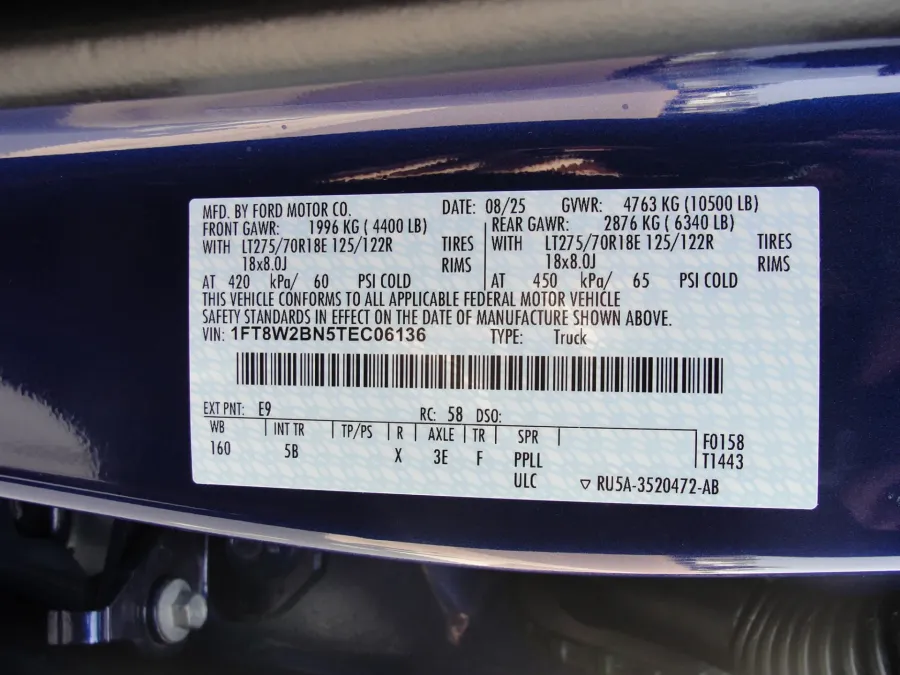 MFD. BY FORD MOTOR CO. DATE: 08/25 GVWR: 4763 KG (10500 LB)
FRONT GAWR: 1996 KG ( 4400 LB) REAR GAWR: 2876 KG ( 6340 LB)
WITH LT275/70R18E 125/122R TIRES WITH LT275/70R18E 125/122R TIRES
18x8.0J RIMS 18x8.0J RIMS
AT 420 kPa/ 60 PSI COLD AT 450 kPa/ 65 PSI COLD
THIS VEHICLE CONFORMS TO ALL APPLICABLE FEDERAL MOTOR VEHICLE
SAFETY STANDARDS IN EFFECT ON THE DATE OF MANUFACTURE SHOWN ABOVE.
VIN: 1FT8W2BN5TEC06136 TYPE: Truck
EXT PNT: E9 RC: 58 DSO:
WB INT TR TP/PS R AXLE TR SPR F0158
160 5B X 3E F PPLL T1443
ULC ▽ RU5A-3520472-AB